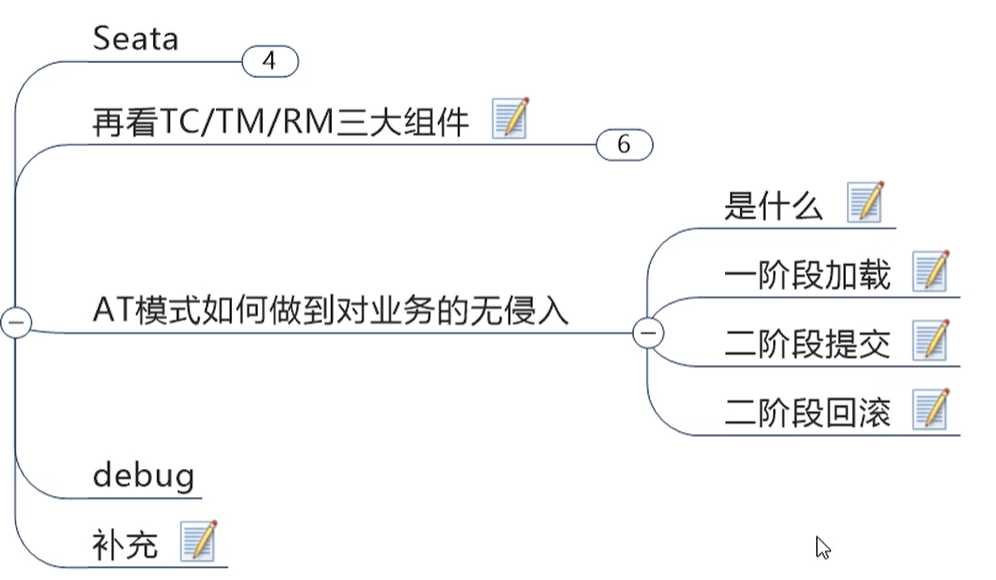 Seata
4
再看TC/TM/RM三大组件
6
AT模式如何做到对业务的无侵入
是什么
一阶段加载
二阶段提交
二阶段回滚
debug
补充